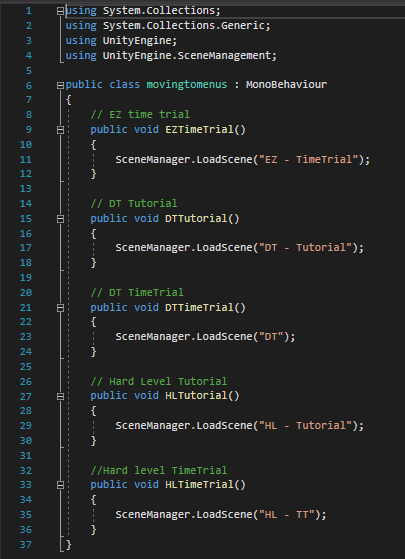 1 using System.Collections;
2 using System.Collections.Generic;
3 using UnityEngine;
4 using UnityEngine.SceneManagement;
5
6 public class movingtomenus : MonoBehaviour
7 {
8 // EZ time trial
9 public void EZTimeTrial()
10 {
11 SceneManager.LoadScene("EZ - TimeTrial");
12 }
13
14 // DT Tutorial
15 public void DTTutorial()
16 {
17 SceneManager.LoadScene("DT - Tutorial");
18 }
19
20 // DT TimeTrial
21 public void DTTimeTrial()
22 {
23 SceneManager.LoadScene("DT");
24 }
25
26 // Hard Level Tutorial
27 public void HLTutorial()
28 {
29 SceneManager.LoadScene("HL - Tutorial");
30 }
31
32 //Hard level TimeTrial
33 public void HLTimeTrial()
34 {
35 SceneManager.LoadScene("HL - TT");
36 }
37 }